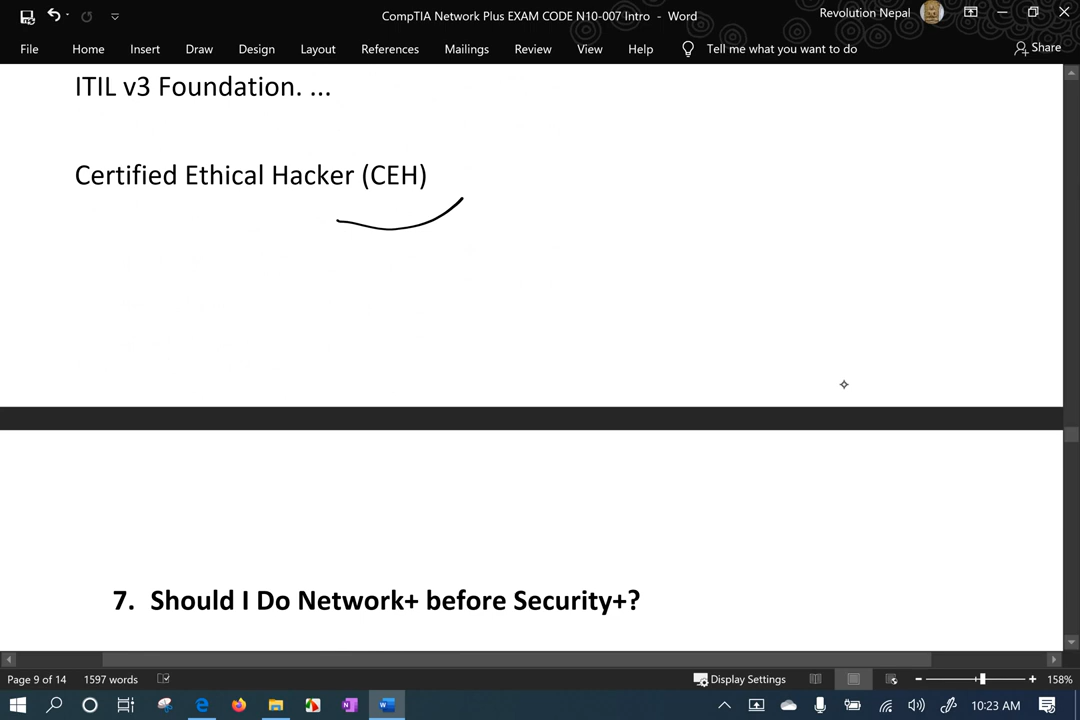 CompTIA Network Plus EXAM CODE N10-007 Intro - Word
Revolution Nepal
File Home Insert Draw Design Layout References Mailings Review View Help Tell me what you want to do Share
ITIL v3 Foundation. ...
Certified Ethical Hacker (CEH)
7. Should I Do Network+ before Security+?
Page 9 of 14 1597 words Display Settings 158%
10:23 AM